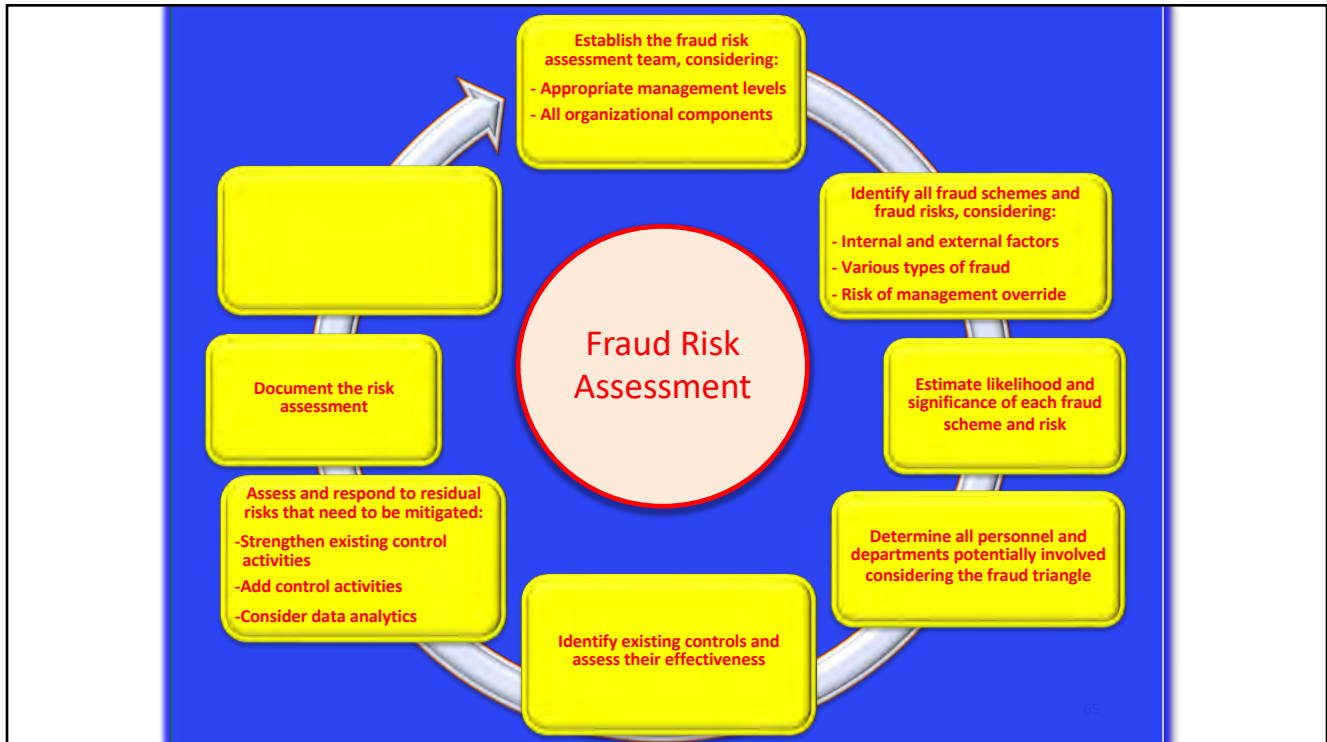 Establish the fraud risk
assessment team, considering:
- Appropriate management levels
- All organizational components
Identify all fraud schemes and
fraud risks, considering:
- Internal and external factors
- Various types of fraud
- Risk of management override
Estimate likelihood and
significance of each fraud
scheme and risk
Determine all personnel and
departments potentially involved
considering the fraud triangle
Identify existing controls and
assess their effectiveness
Assess and respond to residual
risks that need to be mitigated:
-Strengthen existing control
activities
-Add control activities
-Consider data analytics
Document the risk
assessment
Fraud Risk
Assessment
65